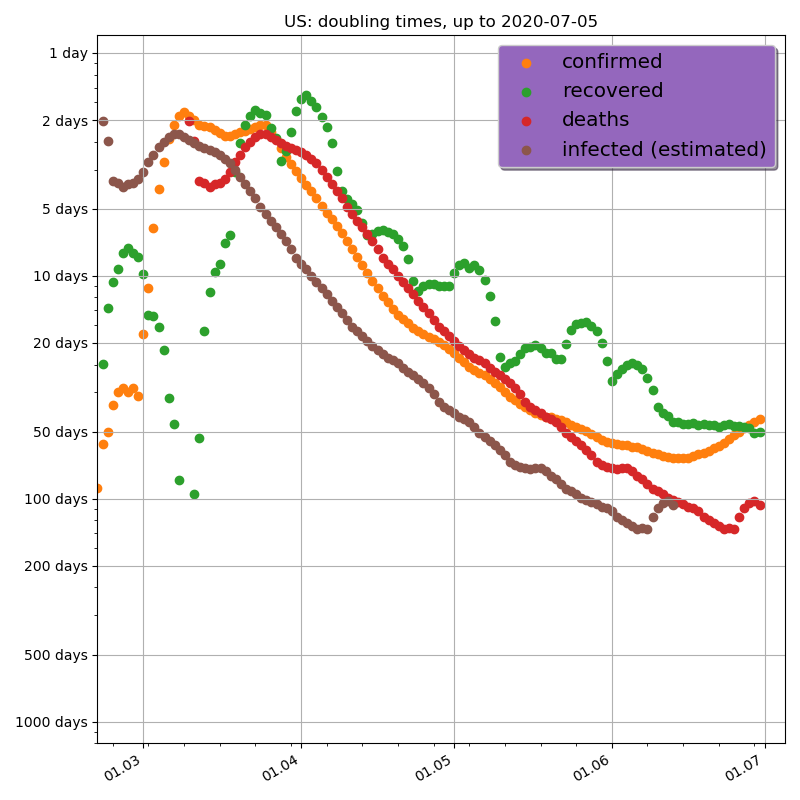 US: doubling times, up to 2020-07-05
confirmed
recovered
deaths
infected (estimated)
1 day
2 days
5 days
10 days
20 days
50 days
100 days
200 days
500 days
1000 days
01.03
01.04
01.05
01.06
01.07